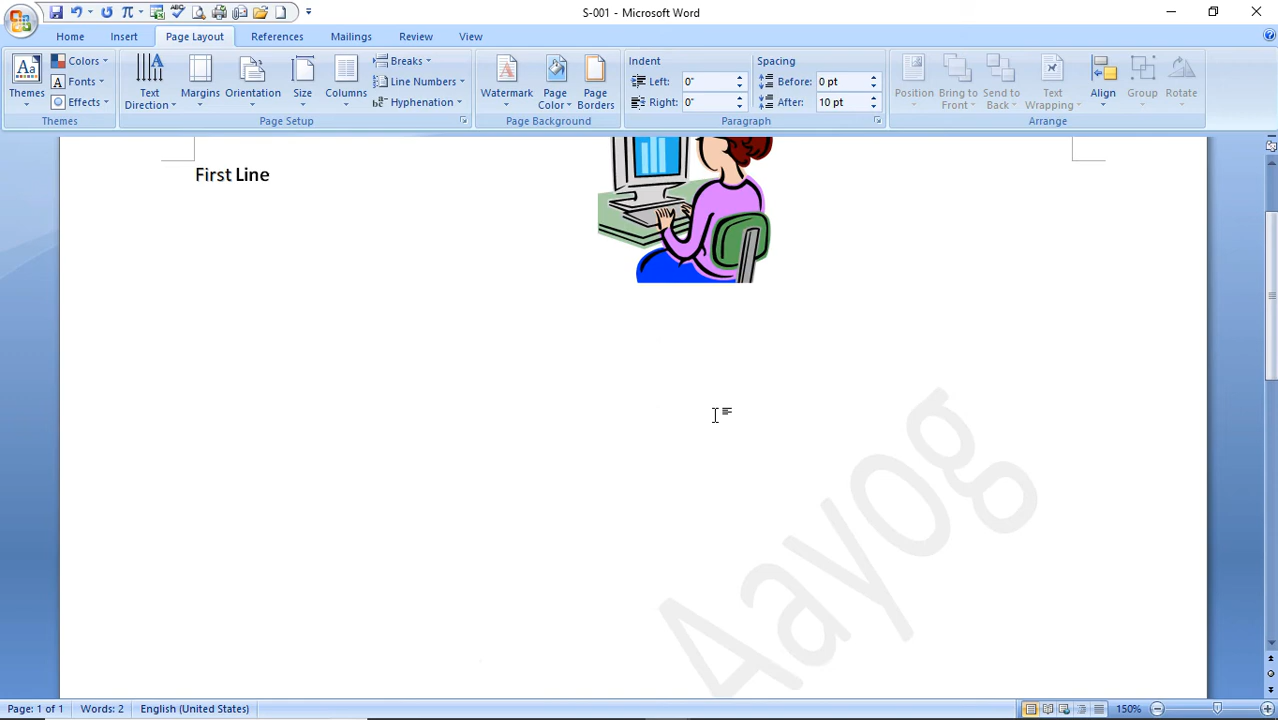 S-001 - Microsoft Word
Home Insert Page Layout References Mailings Review View
Themes
Colors
Fonts
Effects
Themes
Text Direction
Margins
Orientation
Size
Columns
Breaks
Line Numbers
Hyphenation
Page Setup
Watermark
Page Color
Page Borders
Page Background
Indent
Left: 0"
Right: 0"
Spacing
Before: 0 pt
After: 10 pt
Paragraph
Position
Bring to Front
Send to Back
Text Wrapping
Align
Group
Rotate
Arrange
First Line
Aayog
Page: 1 of 1 Words: 2 English (United States) 150%